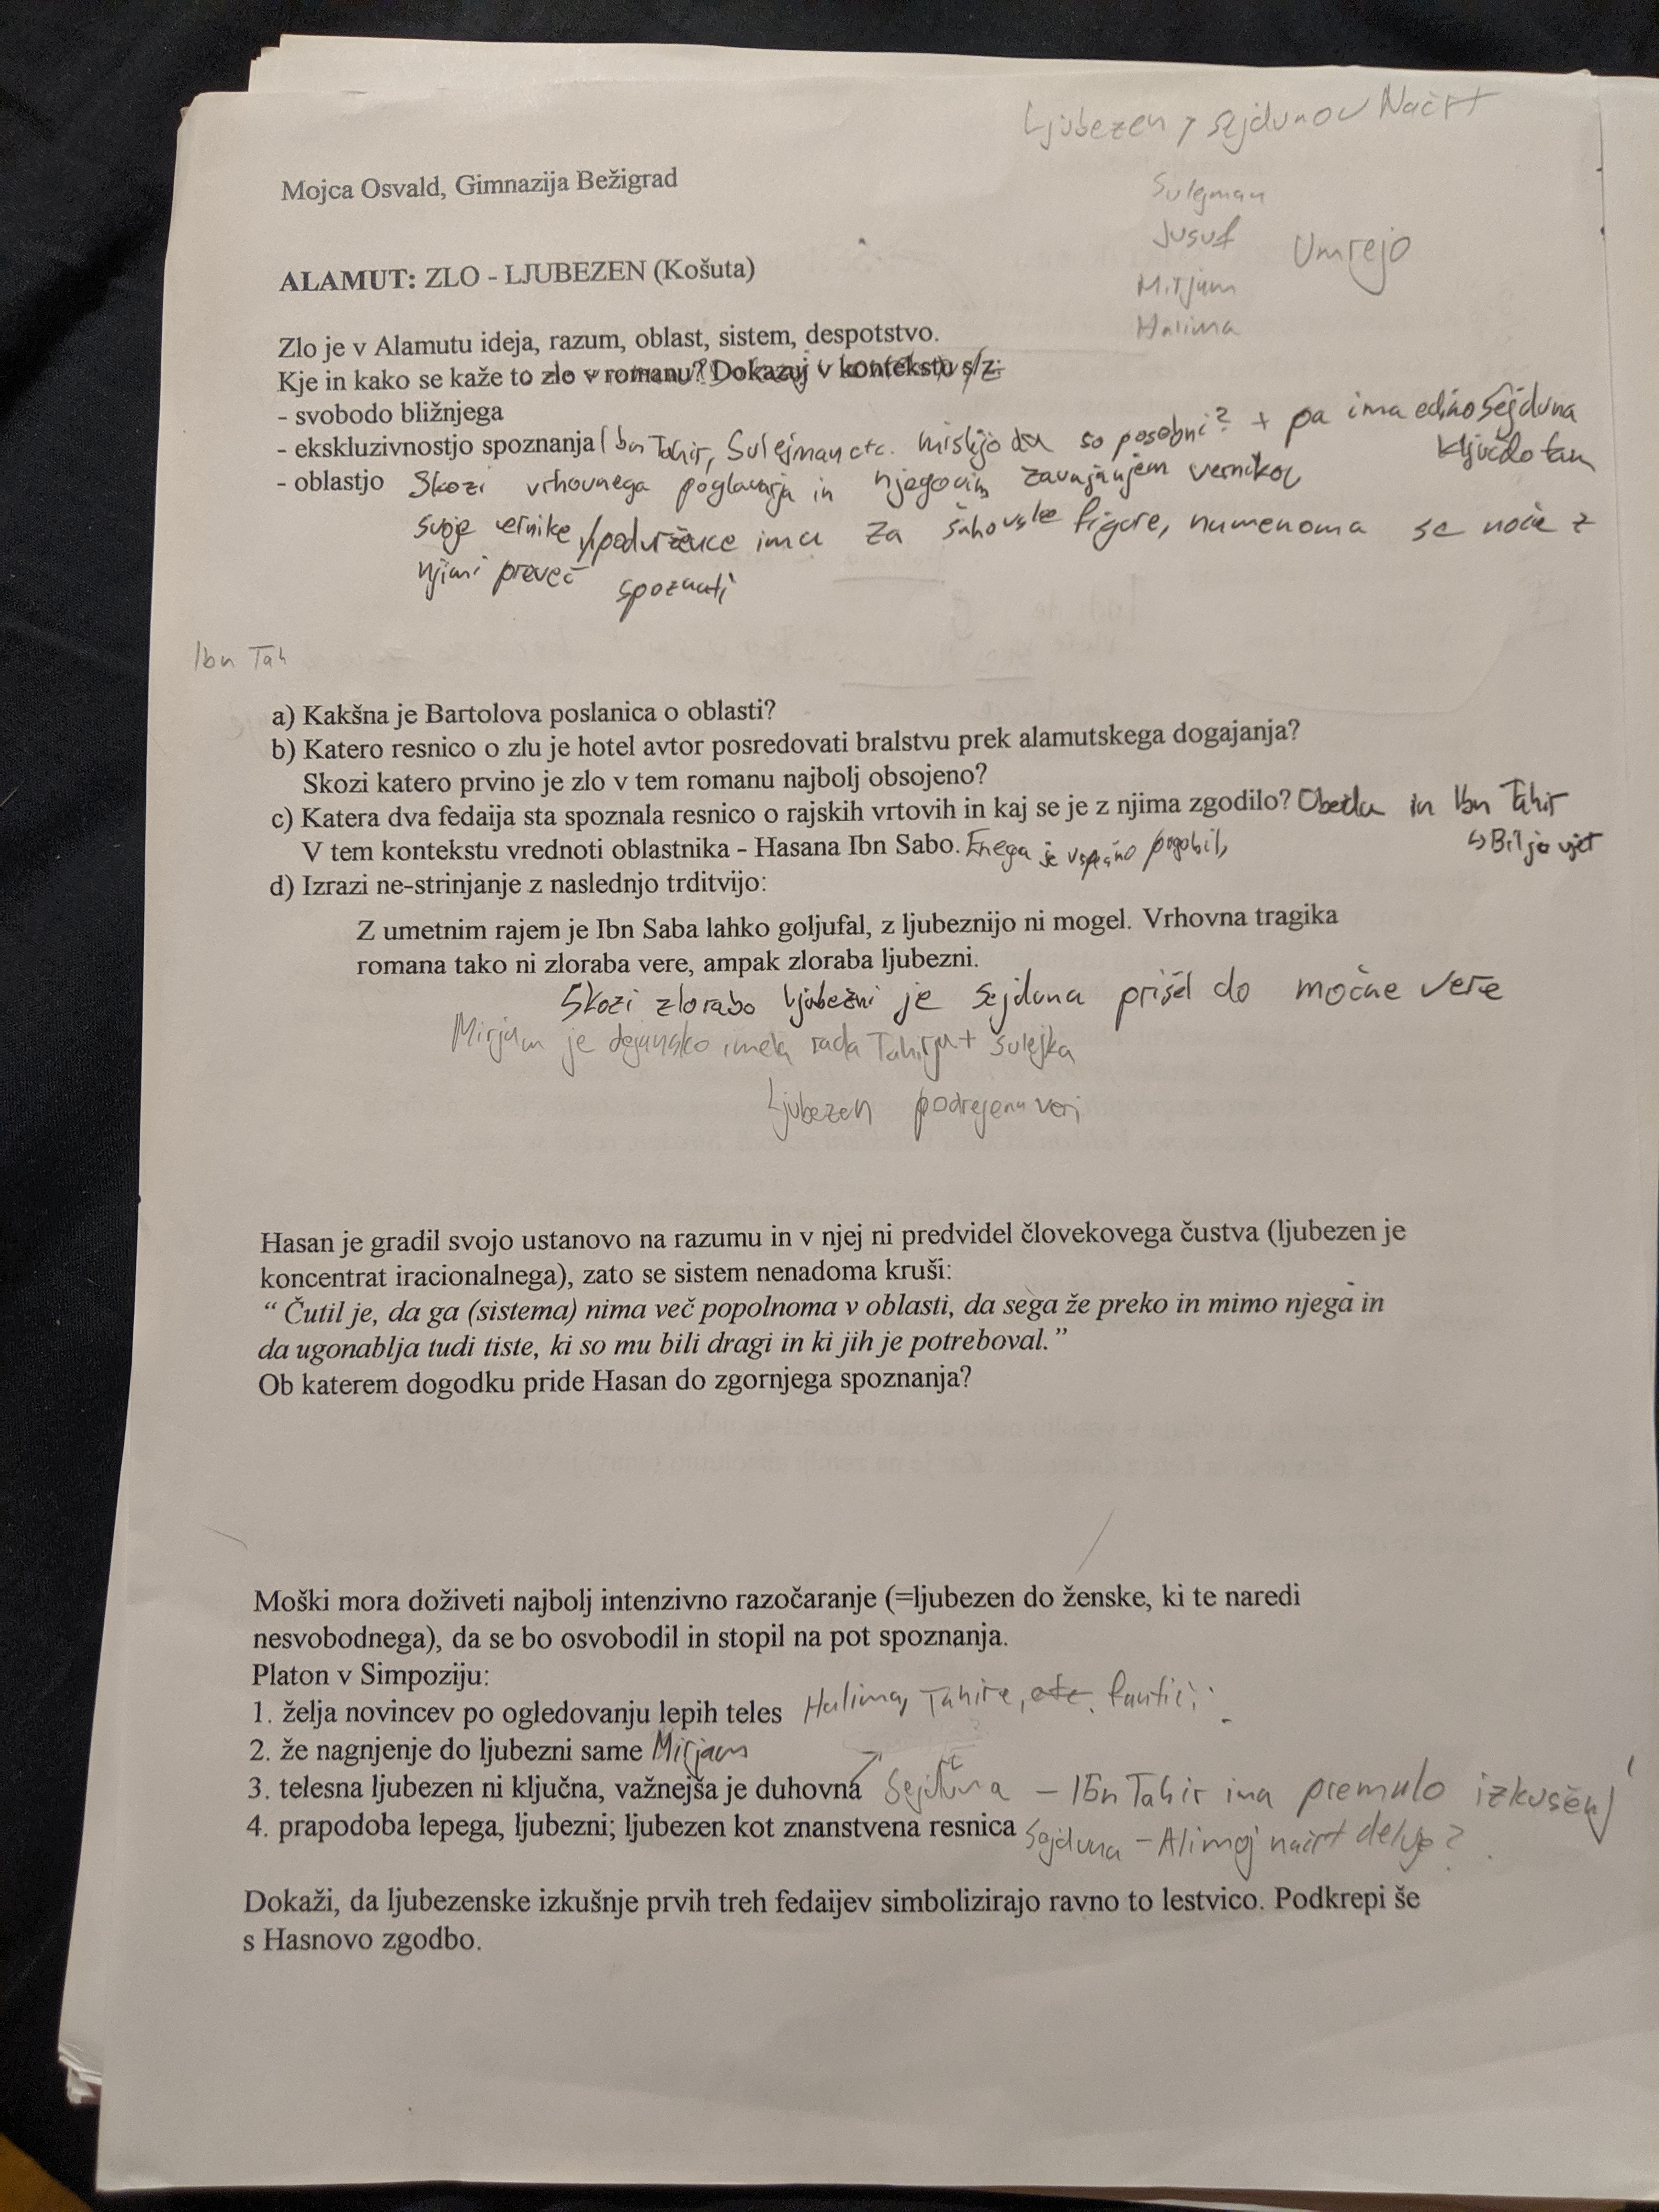 Ljubezen, sejdunov Načrt
Mojca Osvald, Gimnazija Bežigrad
Sulejman
Jusuf
Umrejo
Mirjam
Halima
ALAMUT: ZLO - LJUBEZEN (Košuta)
Zlo je v Alamutu ideja, razum, oblast, sistem, despotstvo.
Kje in kako se kaže to zlo v romanu? Dokazuj v kontekstu s/z:
- svobodo bližnjega
- ekskluzivnostjo spoznanja Ibn Tahir, Sulejman etc. mislijo da so posebni? + pa ima edino Sejduna
ključ do tam
- oblastjo Skozi vrhovnega poglavarja in njegovim zavajanjem vernikov
svoje vernike/podržence ima za šahovske figure, namenoma se noče z
njimi preveč spoznati
Ibn Tah
a) Kakšna je Bartolova poslanica o oblasti?
b) Katero resnico o zlu je hotel avtor posredovati bralstvu prek alamutskega dogajanja?
Skozi katero prvino je zlo v tem romanu najbolj obsojeno?
c) Katera dva fedaija sta spoznala resnico o rajskih vrtovih in kaj se je z njima zgodilo? Obeida in Ibn Tahir
V tem kontekstu vrednoti oblastnika - Hasana Ibn Sabo. Enega je uspešno pogobil,
↳ Bil je ujet
d) Izrazi ne-strinjanje z naslednjo trditvijo:
Z umetnim rajem je Ibn Saba lahko goljufal, z ljubeznijo ni mogel. Vrhovna tragika
romana tako ni zloraba vere, ampak zloraba ljubezni.
Skozi zlorabo ljubezni je Sejduna prišel do močne vere
Mirjam je dejansko imela rada Tahirja + Sulejka
Ljubezen podrejena veri
Hasan je gradil svojo ustanovo na razumu in v njej ni predvidel človekovega čustva (ljubezen je
koncentrat iracionalnega), zato se sistem nenadoma kruši:
“ Čutil je, da ga (sistema) nima več popolnoma v oblasti, da sega že preko in mimo njega in
da ugonablja tudi tiste, ki so mu bili dragi in ki jih je potreboval.”
Ob katerem dogodku pride Hasan do zgornjega spoznanja?
Moški mora doživeti najbolj intenzivno razočaranje (=ljubezen do ženske, ki te naredi
nesvobodnega), da se bo osvobodil in stopil na pot spoznanja.
Platon v Simpoziju:
1. želja novincev po ogledovanju lepih teles Halima, Tahire, etc. fantiči
2. že nagnjenje do ljubezni same Mirjam
3. telesna ljubezen ni ključna, važnejša je duhovna Sejduna - Ibn Tahir ima premalo izkušenj
4. prapodoba lepega, ljubezni; ljubezen kot znanstvena resnica Sejduna - Ali moj načrt deluje?
Dokaži, da ljubezenske izkušnje prvih treh fedaijev simbolizirajo ravno to lestvico. Podkrepi še
s Hasnovo zgodbo.